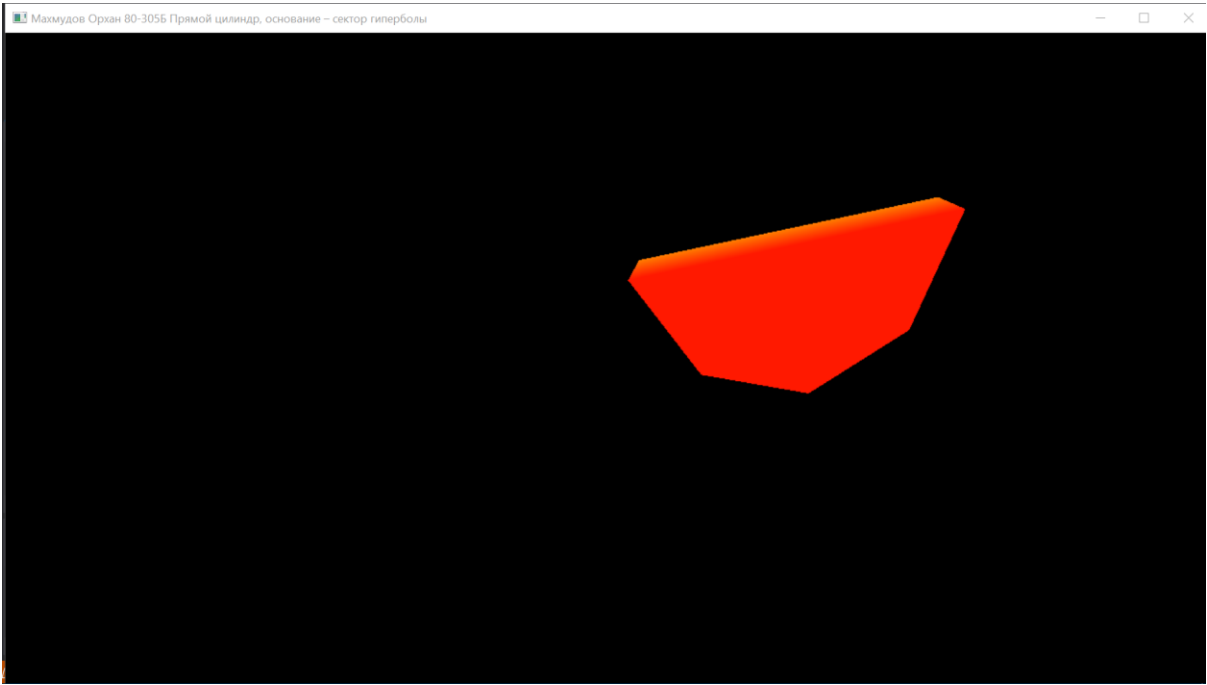 Махмудов Орхан 80-305Б Прямой цилиндр, основание – сектор гиперболы